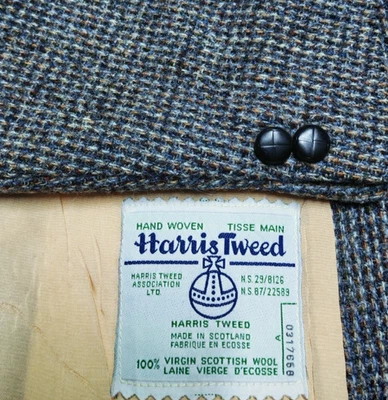 HAND WOVEN TISSE MAIN
Harris Tweed
HARRIS TWEED N.S. 29/8126
ASSOCIATION N.S. 87/22589
LTD.
HARRIS TWEED
MADE IN SCOTLAND
FABRIQUE EN ECOSSE
100% VIRGIN SCOTTISH WOOL
LAINE VIERGE D'ECOSSE
A 0317658